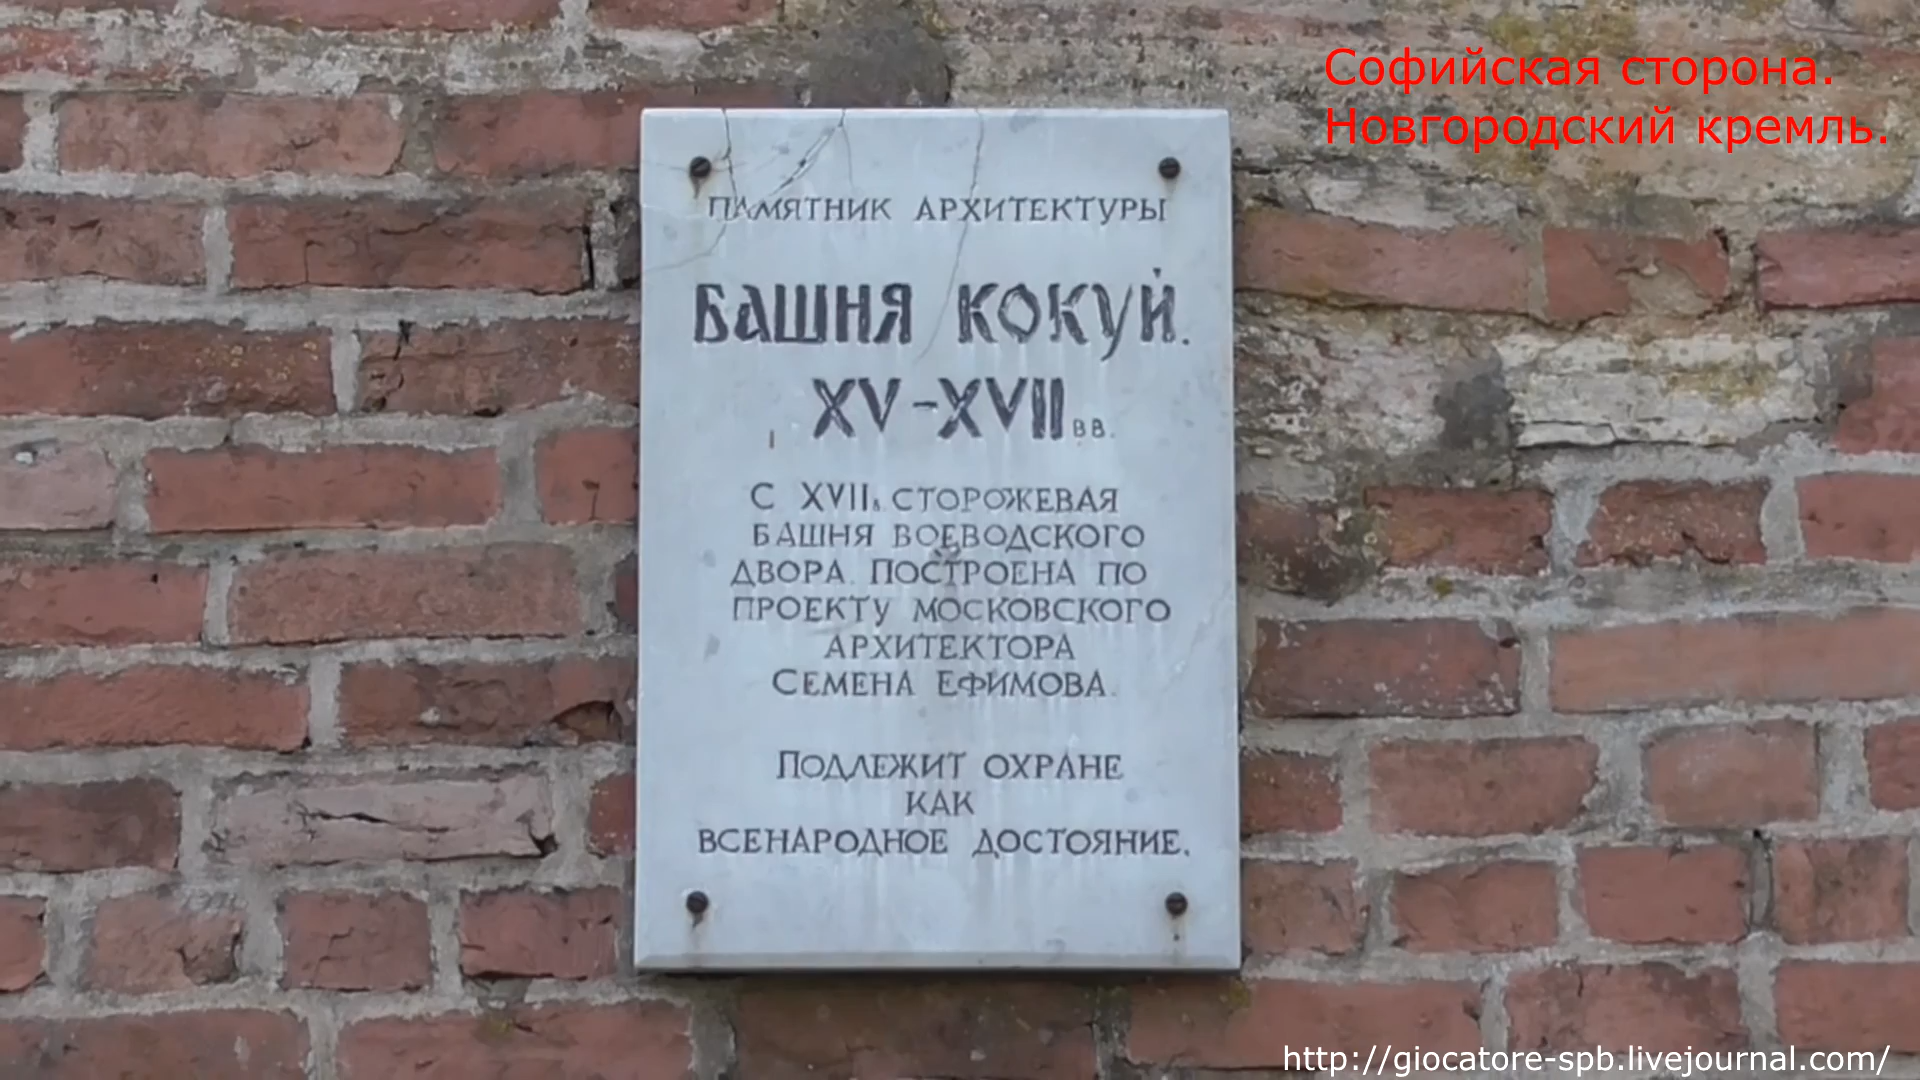 Софийская сторона.
Новгородский кремль.
ПАМЯТНИК АРХИТЕКТУРЫ
БАШНЯ КОКУЙ.
XV-XVII ВВ.
С XVII в. СТОРОЖЕВАЯ
БАШНЯ ВОЕВОДСКОГО
ДВОРА. ПОСТРОЕНА ПО
ПРОЕКТУ МОСКОВСКОГО
АРХИТЕКТОРА
СЕМЕНА ЕФИМОВА.
ПОДЛЕЖИТ ОХРАНЕ
КАК
ВСЕНАРОДНОЕ ДОСТОЯНИЕ.
http://giocatore-spb.livejournal.com/